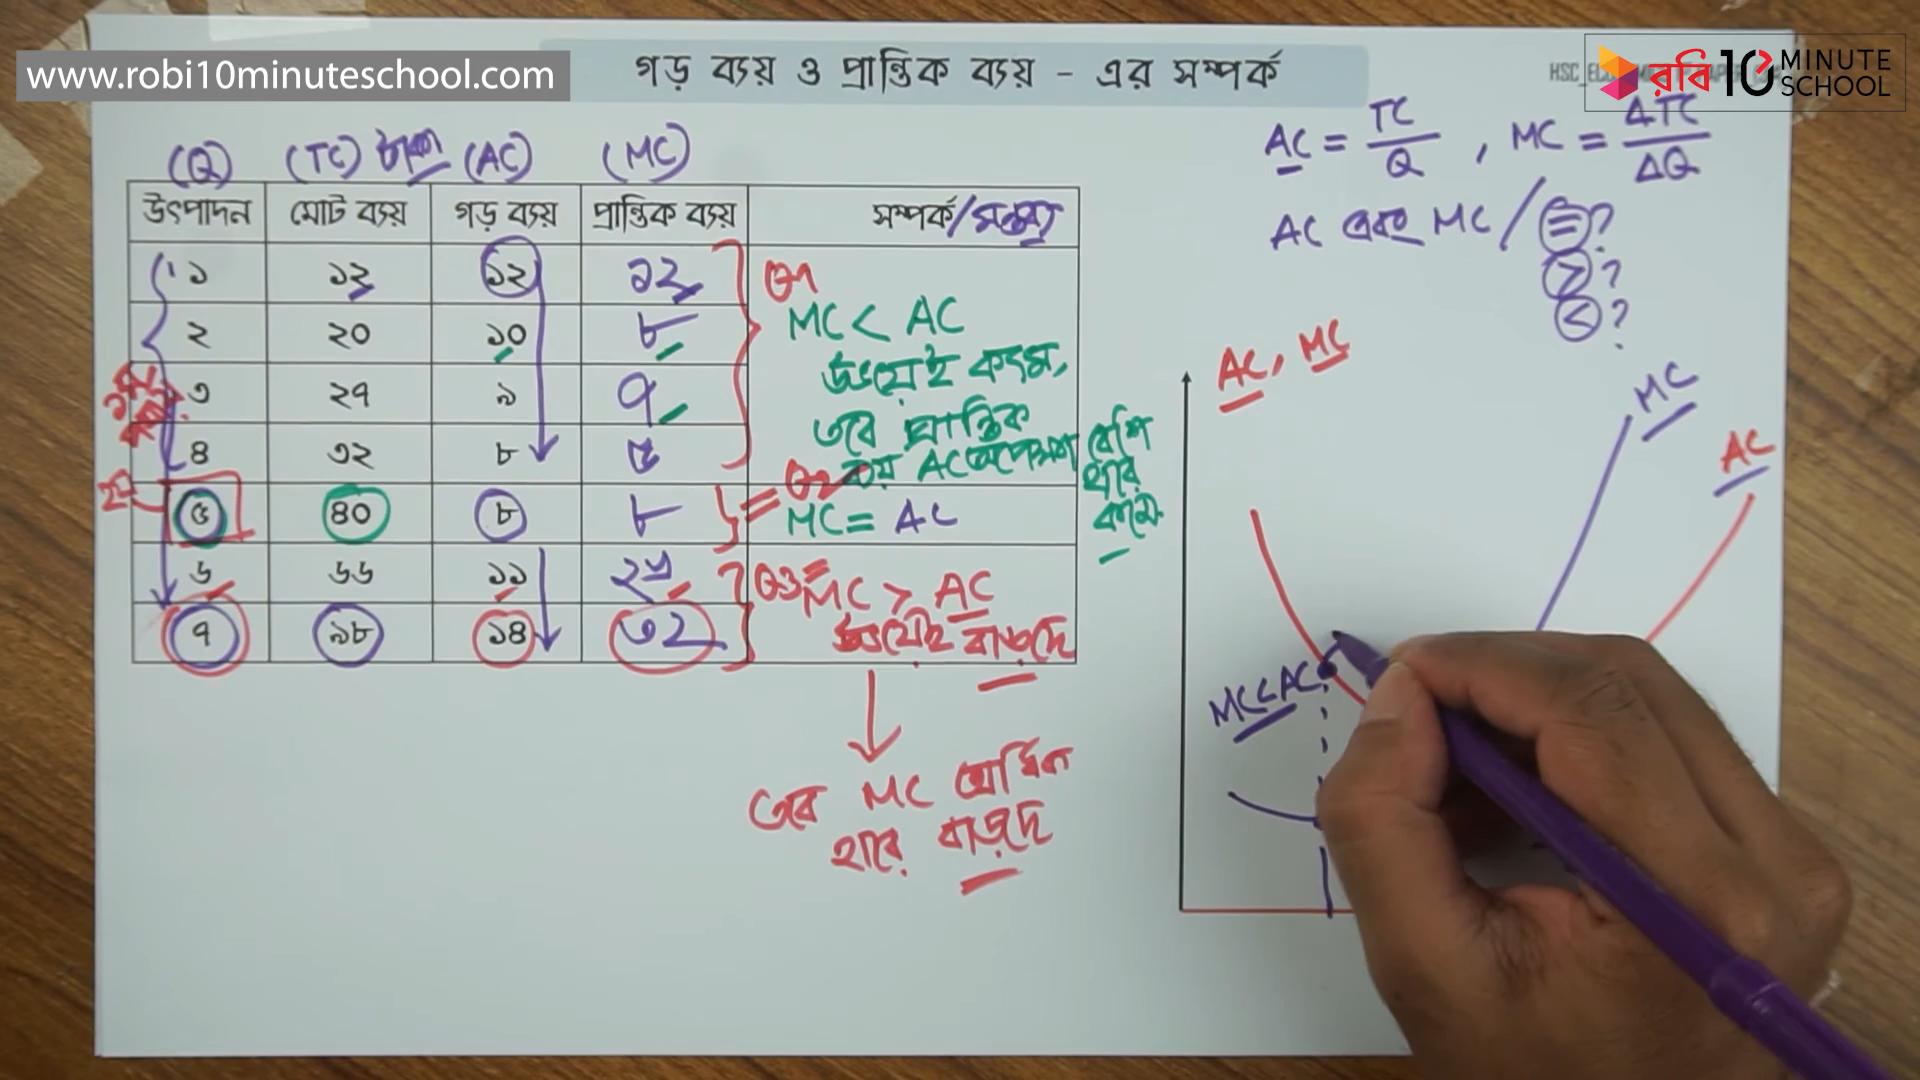 www.robi10minuteschool.com
গড় ব্যয় ও প্রান্তিক ব্যয় - এর সম্পর্ক
রবি 10 MINUTE SCHOOL
(Q) (TC) টাকা (AC) (MC)
উৎপাদন মোট ব্যয় গড় ব্যয় প্রান্তিক ব্যয় সম্পর্ক/মন্তব্য
১ ১২ ১২ ১২
২ ২০ ১০ ৮
৩ ২৭ ৯ ৭
৪ ৩২ ৮ ৫
৫ ৪০ ৮ ৮
৬ ৬৬ ১১ ২৬
৭ ৯৮ ১৪ ৩২
MC < AC
উভয়েই কমে,
তবে প্রান্তিক
ব্যয় AC অপেক্ষা বেশি
হারে
কমে
MC = AC
MC > AC
উভয়েই বাড়ছে
তবে MC অধিক
হারে বাড়ছে
AC = TC/Q , MC = ΔTC/ΔQ
AC এবং MC / = ?
> ?
< ?
AC, MC
MC
AC
MC<AC